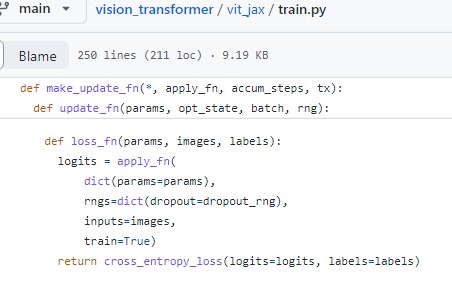 main vision_transformer / vit_jax / train.py
Blame 250 lines (211 loc) · 9.19 KB
def make_update_fn(*, apply_fn, accum_steps, tx):
def update_fn(params, opt_state, batch, rng):
def loss_fn(params, images, labels):
logits = apply_fn(
dict(params=params),
rngs=dict(dropout=dropout_rng),
inputs=images,
train=True)
return cross_entropy_loss(logits=logits, labels=labels)